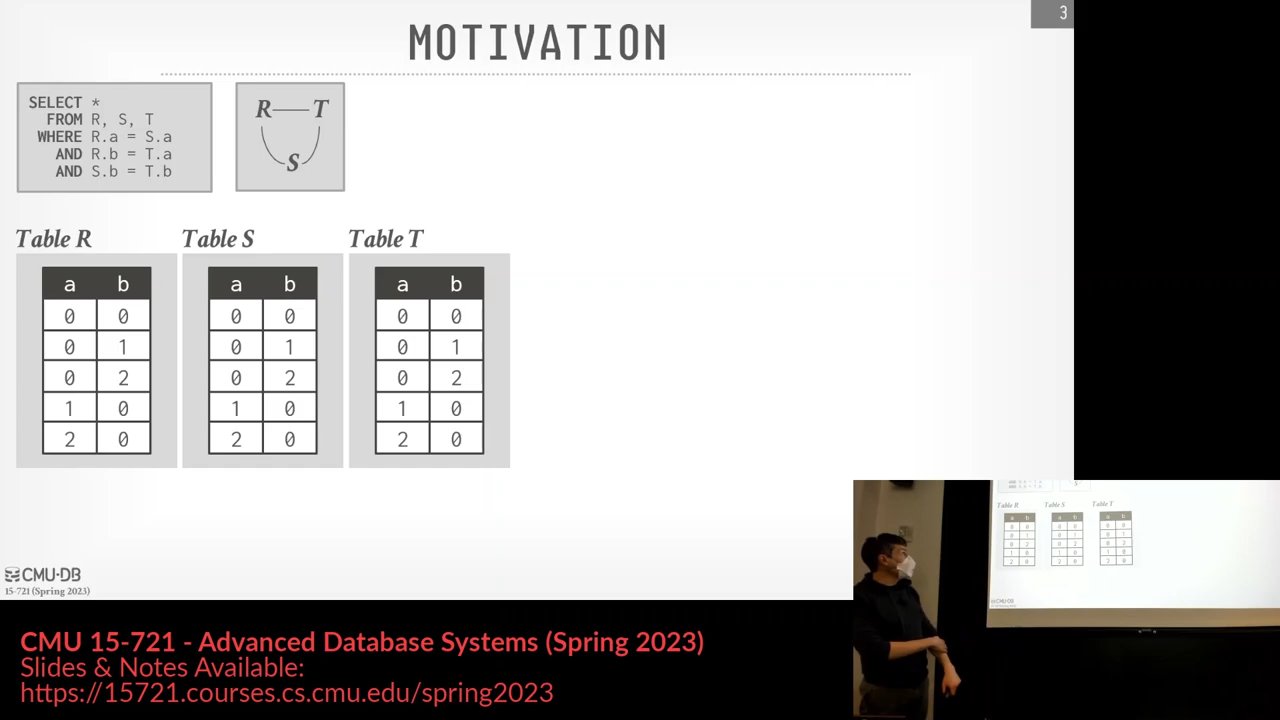 3
MOTIVATION
SELECT *
FROM R, S, T
WHERE R.a = S.a
AND R.b = T.a
AND S.b = T.b
R T
S
Table R Table S Table T
a b a b a b
0 0 0 0 0 0
0 1 0 1 0 1
0 2 0 2 0 2
1 0 1 0 1 0
2 0 2 0 2 0
CMU·DB
15-721 (Spring 2023)
Table R Table S Table T
CMU 15-721 - Advanced Database Systems (Spring 2023)
Slides & Notes Available:
https://15721.courses.cs.cmu.edu/spring2023